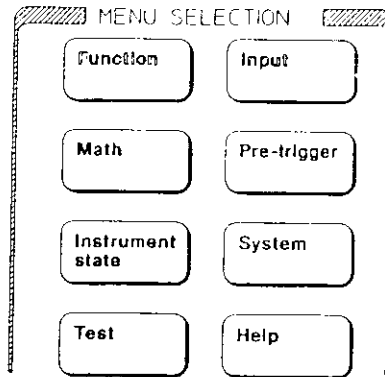 MENU SELECTION
Function
Input
Math
Pre-trigger
Instrument
state
System
Test
Help